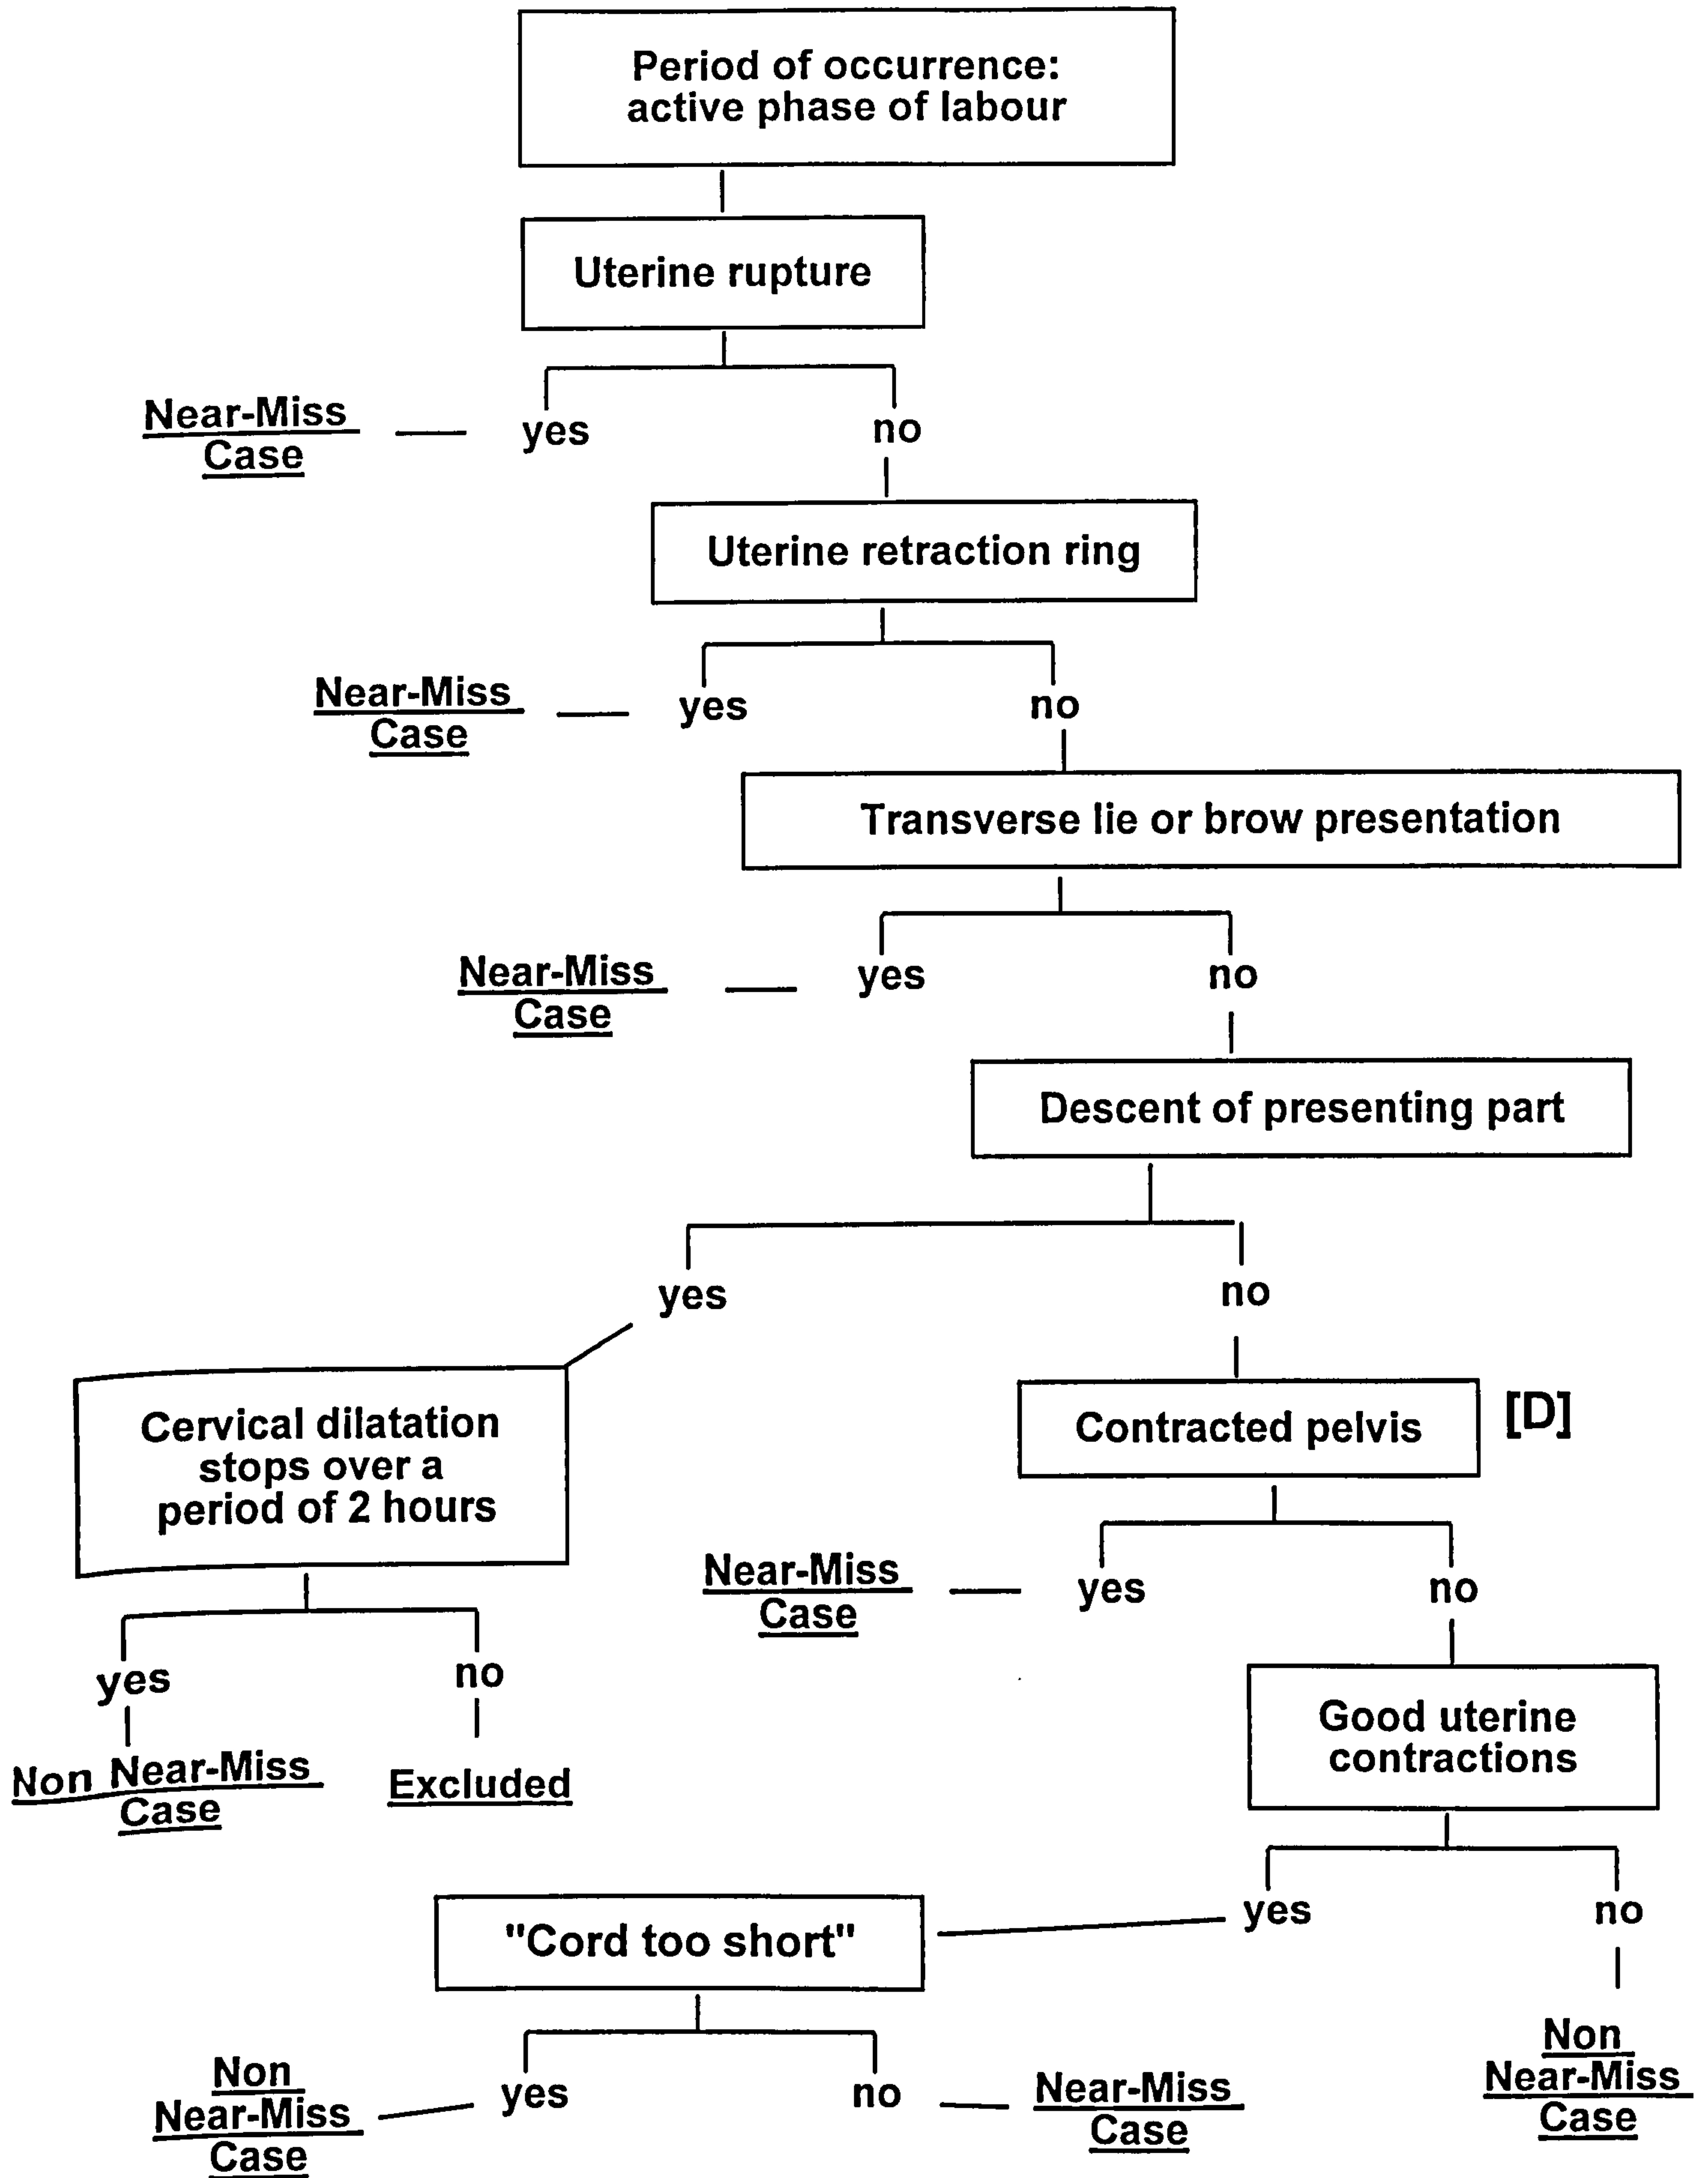 Period of occurrence:
active phase of labour
Uterine rupture
Near-Miss
Case
yes
no
Uterine retraction ring
Near-Miss
Case
yes
no
Transverse lie or brow presentation
Near-Miss
Case
yes
no
Descent of presenting part
yes
no
Cervical dilatation
stops over a
period of 2 hours
Contracted pelvis
[D]
yes
no
Near-Miss
Case
yes
no
Non Near-Miss
Case
Excluded
Good uterine
contractions
yes
no
"Cord too short"
Non
Near-Miss
Case
yes
no
Near-Miss
Case
Non
Near-Miss
Case